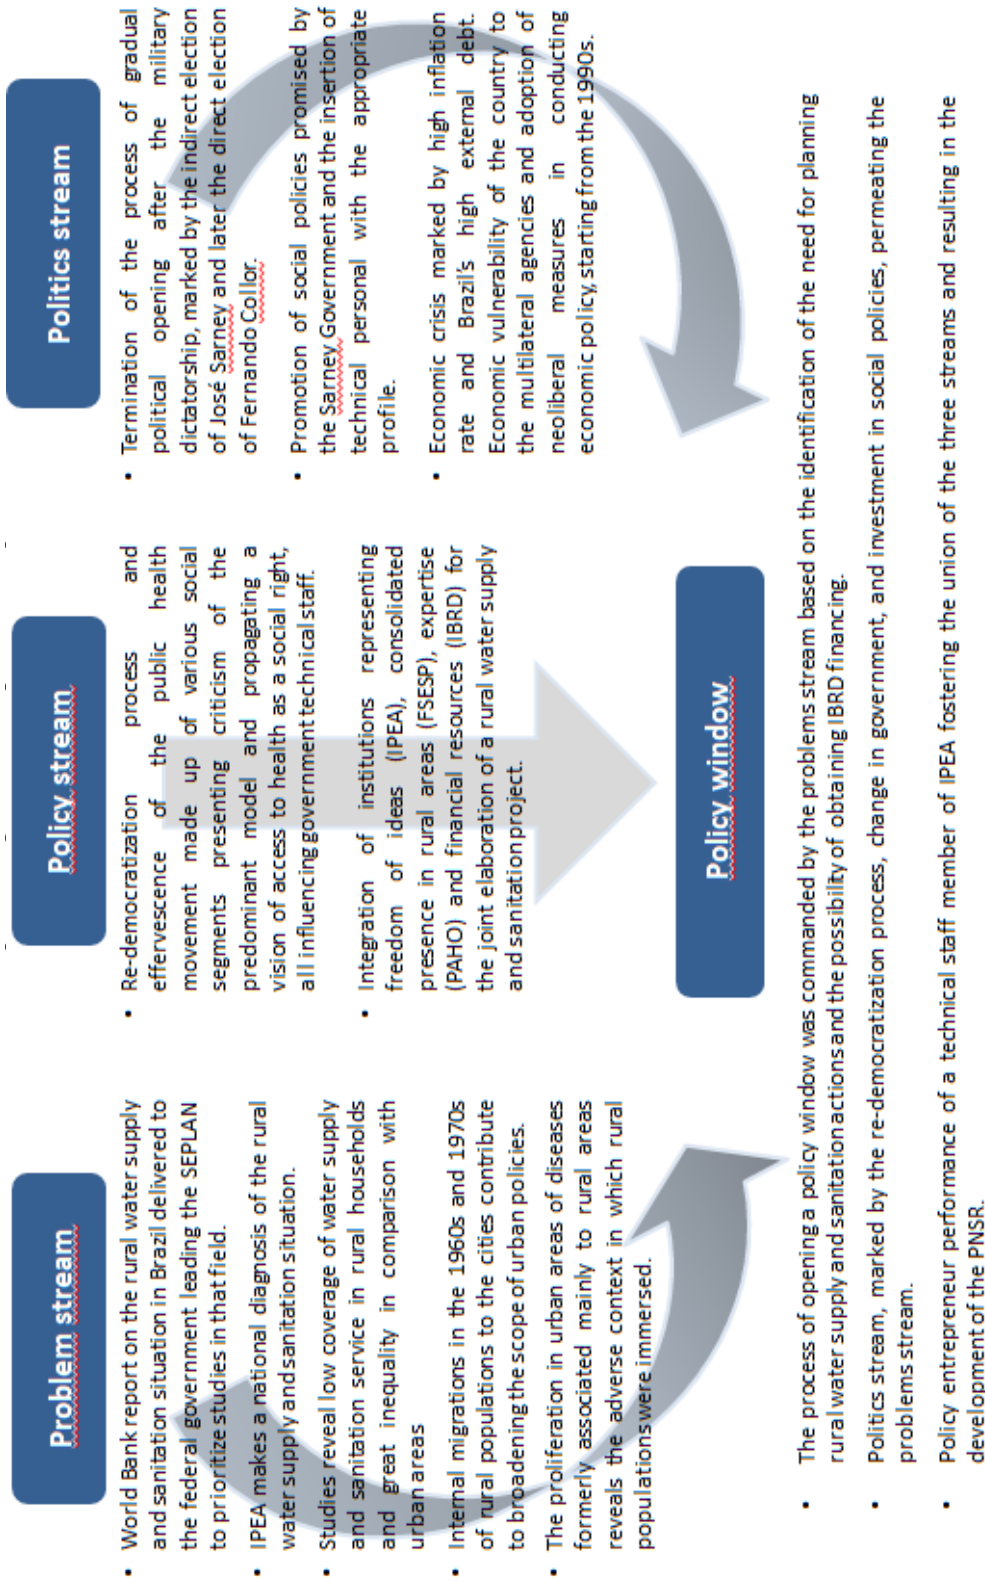 Problem stream
• World Bank report on the rural water supply
and sanitation situation in Brazil delivered to
the federal government leading the SEPLAN
to prioritize studies in that field.
• IPEA makes a national diagnosis of the rural
water supply and sanitation situation.
• Studies reveal low coverage of water supply
and sanitation service in rural households
and great inequality in comparison with
urban areas
• Internal migrations in the 1960s and 1970s
of rural populations to the cities contribute
to broadening the scope of urban policies.
• The proliferation in urban areas of diseases
formerly associated mainly to rural areas
reveals the adverse context in which rural
populations were immersed.
Policy stream
• Re-democratization process and
effervescence of the public health
movement made up of various social
segments presenting criticism of the
predominant model and propagating a
vision of access to health as a social right,
all influencing government technical staff.
• Integration of institutions representing
freedom of ideas (IPEA), consolidated
presence in rural areas (FSESP), expertise
(PAHO) and financial resources (IBRD) for
the joint elaboration of a rural water supply
and sanitation project.
Politics stream
• Termination of the process of gradual
political opening after the military
dictatorship, marked by the indirect election
of José Sarney and later the direct election
of Fernando Collor.
• Promotion of social policies promised by
the Sarney Government and the insertion of
technical personal with the appropriate
profile.
• Economic crisis marked by high inflation
rate and Brazil's high external debt.
Economic vulnerability of the country to
the multilateral agencies and adoption of
neoliberal measures in conducting
economic policy, starting from the 1990s.
Policy window
• The process of opening a policy window was commanded by the problems stream based on the identification of the need for planning
rural water supply and sanitation actions and the possibility of obtaining IBRD financing.
• Politics stream, marked by the re-democratization process, change in government, and investment in social policies, permeating the
problems stream.
• Policy entrepreneur performance of a technical staff member of IPEA fostering the union of the three streams and resulting in the
development of the PNSR.